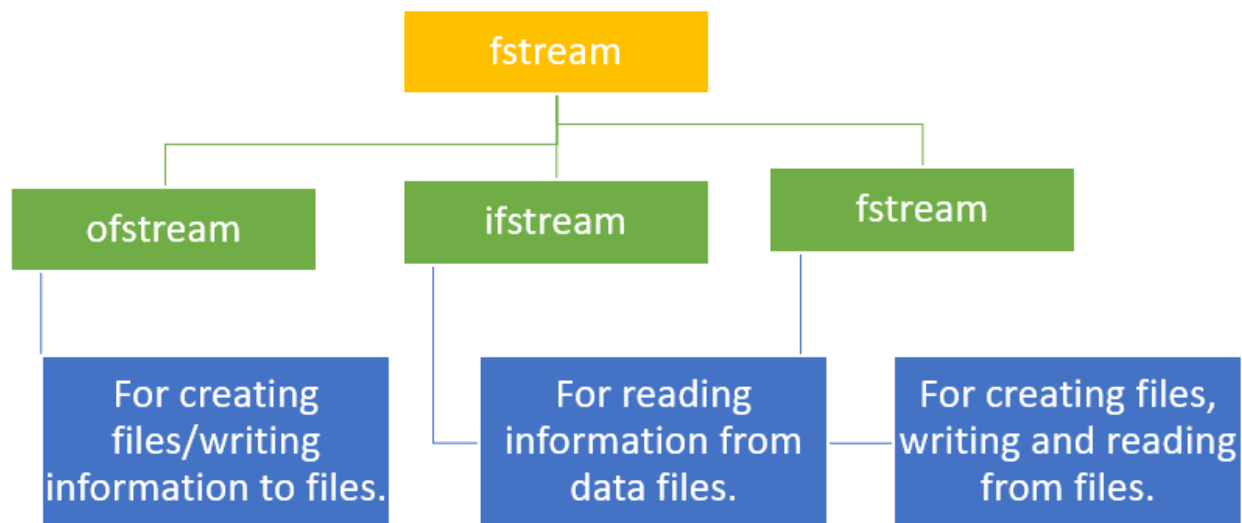 fstream
ofstream
ifstream
fstream
For creating
files/writing
information to files.
For reading
information from
data files.
For creating files,
writing and reading
from files.